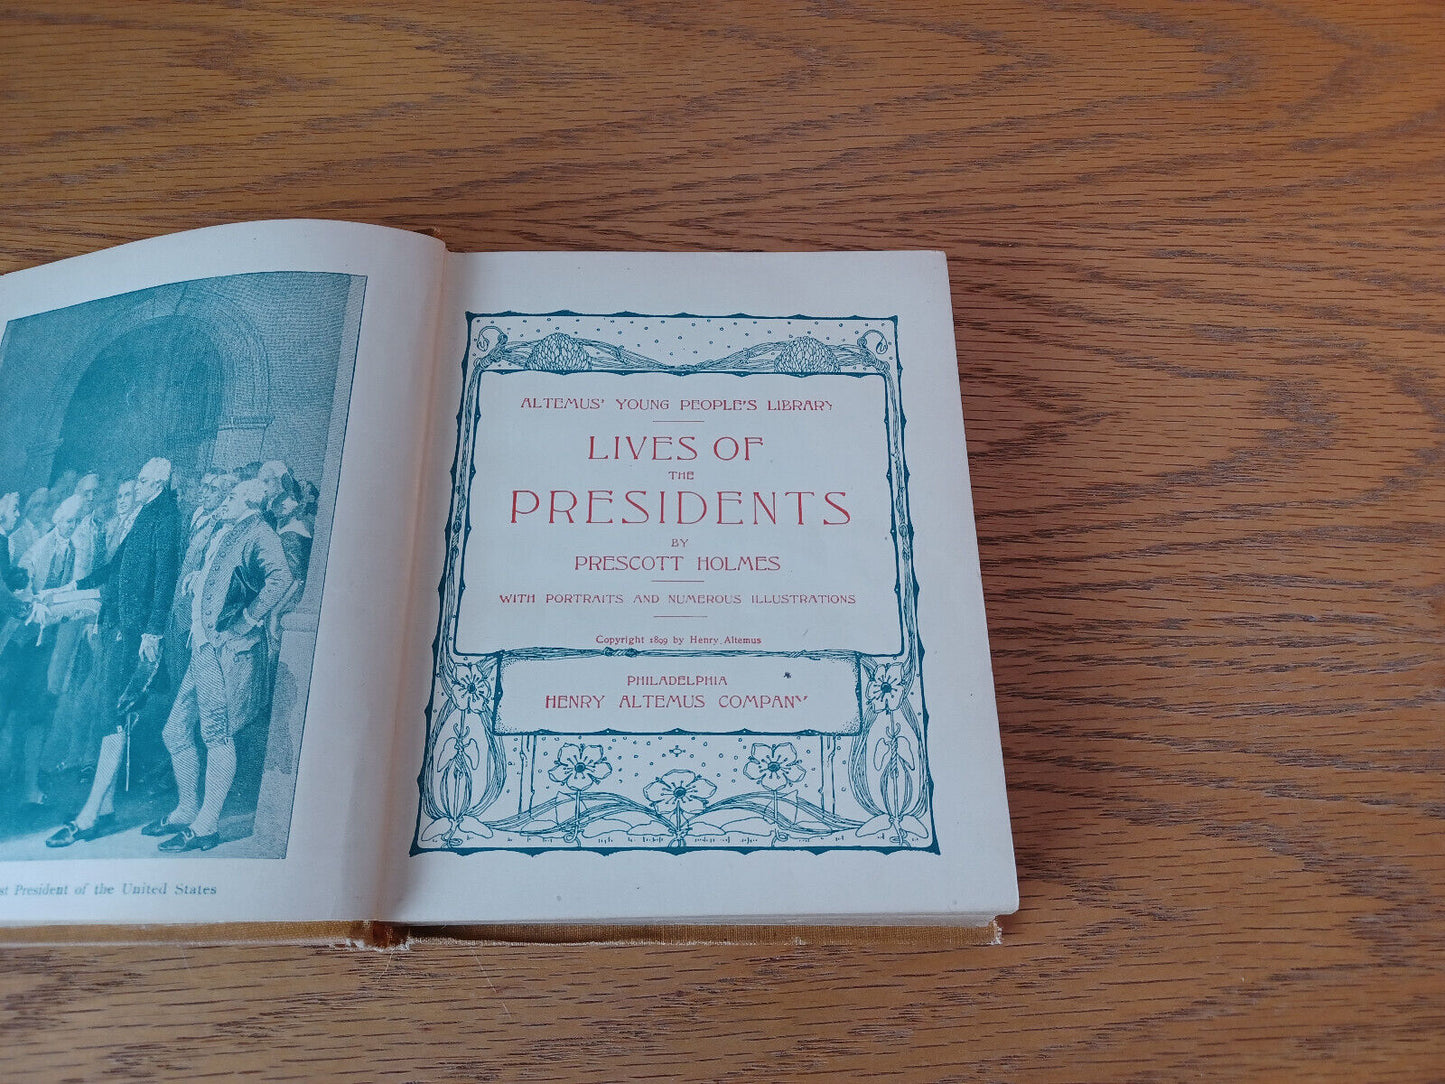 st President of the United States
ALTEMUS' YOUNG PEOPLE'S LIBRARY
LIVES OF
THE
PRESIDENTS
BY
PRESCOTT HOLMES
WITH PORTRAITS AND NUMEROUS ILLUSTRATIONS
Copyright 1899 by Henry Altemus
PHILADELPHIA
HENRY ALTEMUS COMPANY